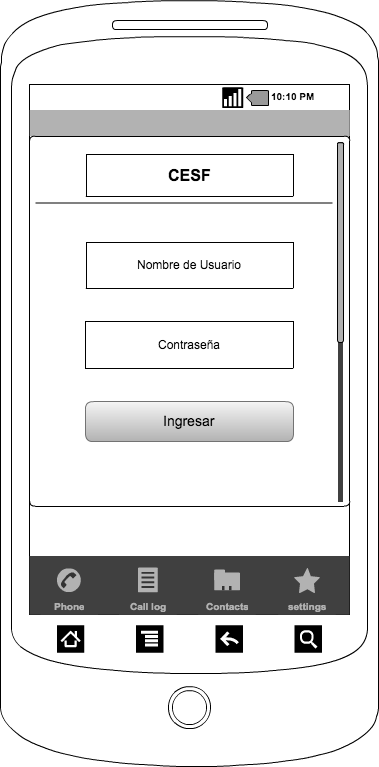 10:10 PM
CESF
Nombre de Usuario
Contraseña
Ingresar
Phone Call log Contacts settings